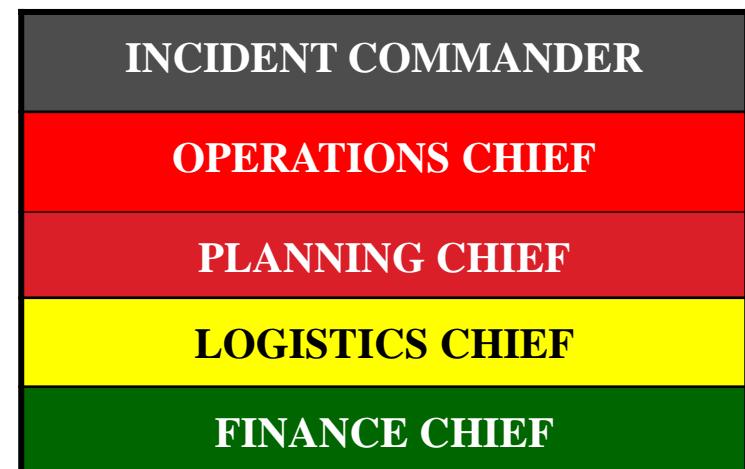 INCIDENT COMMANDER
OPERATIONS CHIEF
PLANNING CHIEF
LOGISTICS CHIEF
FINANCE CHIEF